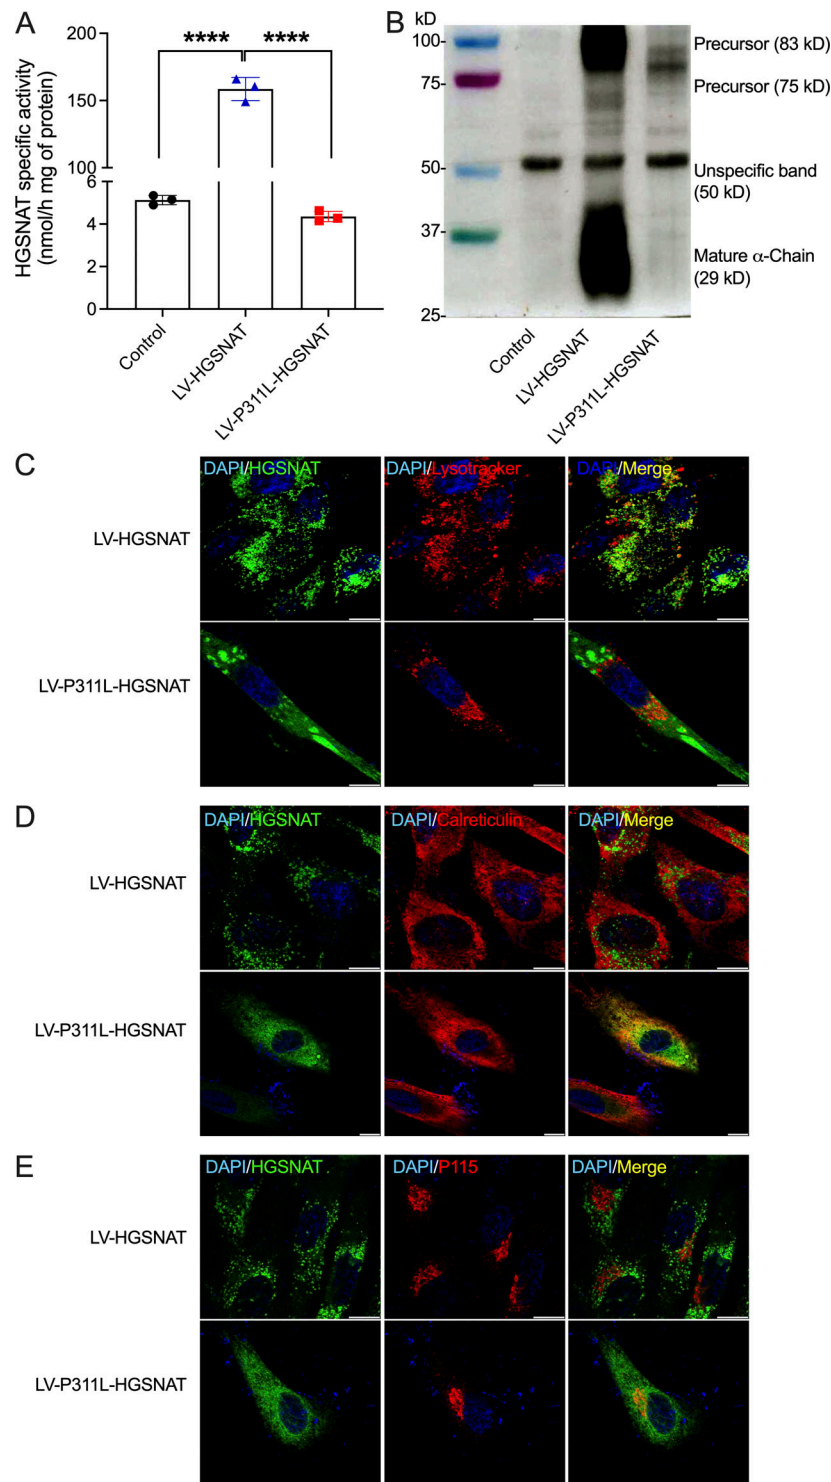 A
HGSNAT specific activity
(nmol/h mg of protein)
200
150
100
6
4
2
0
****
****
Control
LV-HGSNAT
LV-P311L-HGSNAT
B
kD
100-
75-
50-
37-
25-
Precursor (83 kD)
Precursor (75 kD)
Unspecific band
(50 kD)
Mature α-Chain
(29 kD)
Control
LV-HGSNAT
LV-P311L-HGSNAT
C
DAPI/HGSNAT
DAPI/Lysotracker
DAPI/Merge
LV-HGSNAT
LV-P311L-HGSNAT
D
DAPI/HGSNAT
DAPI/Calreticulin
DAPI/Merge
LV-HGSNAT
LV-P311L-HGSNAT
E
DAPI/HGSNAT
DAPI/P115
DAPI/Merge
LV-HGSNAT
LV-P311L-HGSNAT